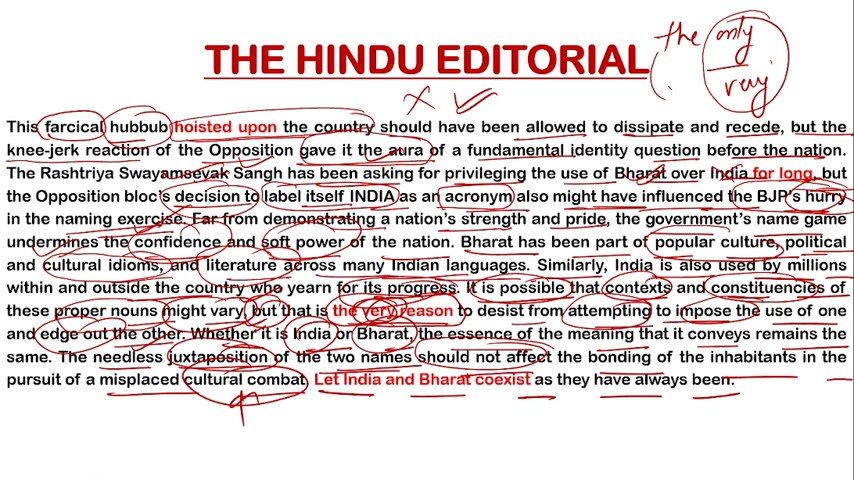 THE HINDU EDITORIAL
the only
very
This farcical hubbub hoisted upon the country should have been allowed to dissipate and recede, but the
knee-jerk reaction of the Opposition gave it the aura of a fundamental identity question before the nation.
The Rashtriya Swayamsevak Sangh has been asking for privileging the use of Bharat over India for long, but
the Opposition bloc's decision to label itself INDIA as an acronym also might have influenced the BJP's hurry
in the naming exercise. Far from demonstrating a nation's strength and pride, the government's name game
undermines the confidence and soft power of the nation. Bharat has been part of popular culture, political
and cultural idioms, and literature across many Indian languages. Similarly, India is also used by millions
within and outside the country who yearn for its progress. It is possible that contexts and constituencies of
these proper nouns might vary, but that is the very reason to desist from attempting to impose the use of one
and edge out the other. Whether it is India or Bharat, the essence of the meaning that it conveys remains the
same. The needless juxtaposition of the two names should not affect the bonding of the inhabitants in the
pursuit of a misplaced cultural combat. Let India and Bharat coexist as they have always been.